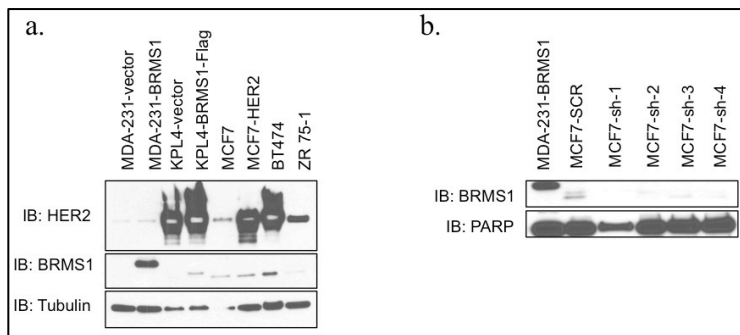 a.
MDA-231-vector
MDA-231-BRMS1
KPL4-vector
KPL4-BRMS1-Flag
MCF7
MCF7-HER2
BT474
ZR 75-1
IB: HER2
IB: BRMS1
IB: Tubulin
b.
MDA-231-BRMS1
MCF7-SCR
MCF7-sh-1
MCF7-sh-2
MCF7-sh-3
MCF7-sh-4
IB: BRMS1
IB: PARP